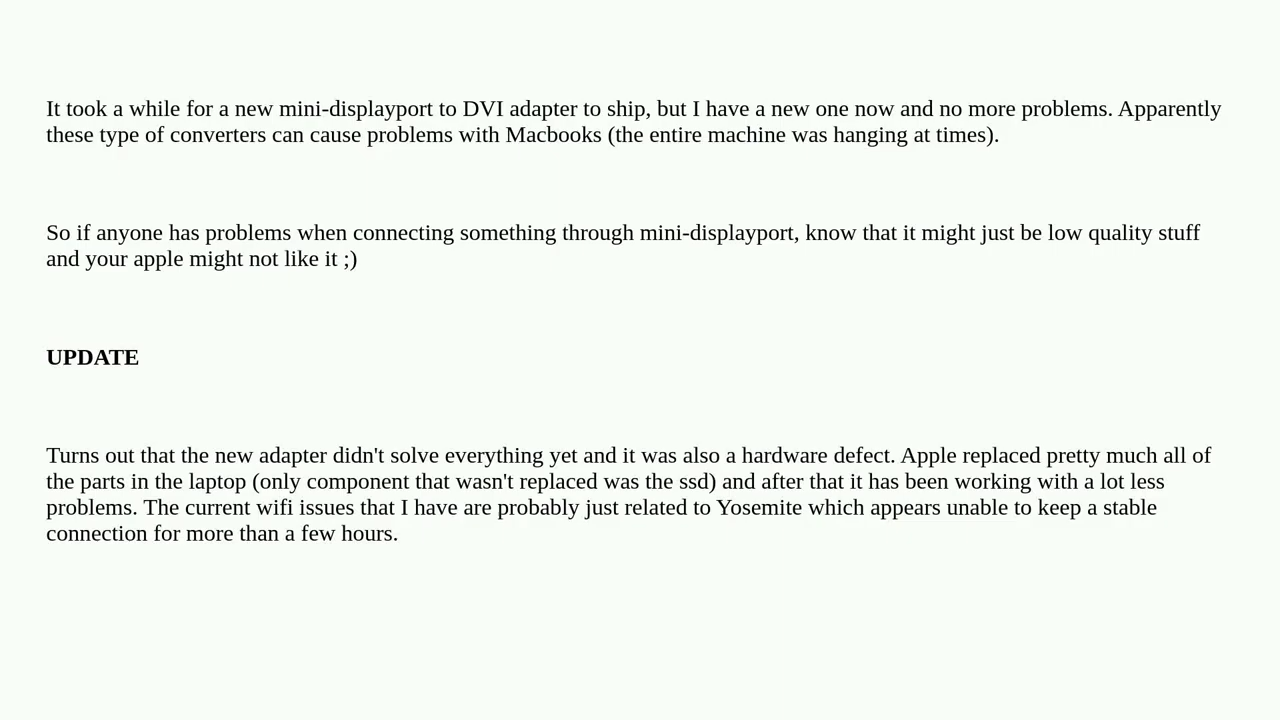 It took a while for a new mini-displayport to DVI adapter to ship, but I have a new one now and no more problems. Apparently
these type of converters can cause problems with Macbooks (the entire machine was hanging at times).
So if anyone has problems when connecting something through mini-displayport, know that it might just be low quality stuff
and your apple might not like it ;)
UPDATE
Turns out that the new adapter didn't solve everything yet and it was also a hardware defect. Apple replaced pretty much all of
the parts in the laptop (only component that wasn't replaced was the ssd) and after that it has been working with a lot less
problems. The current wifi issues that I have are probably just related to Yosemite which appears unable to keep a stable
connection for more than a few hours.